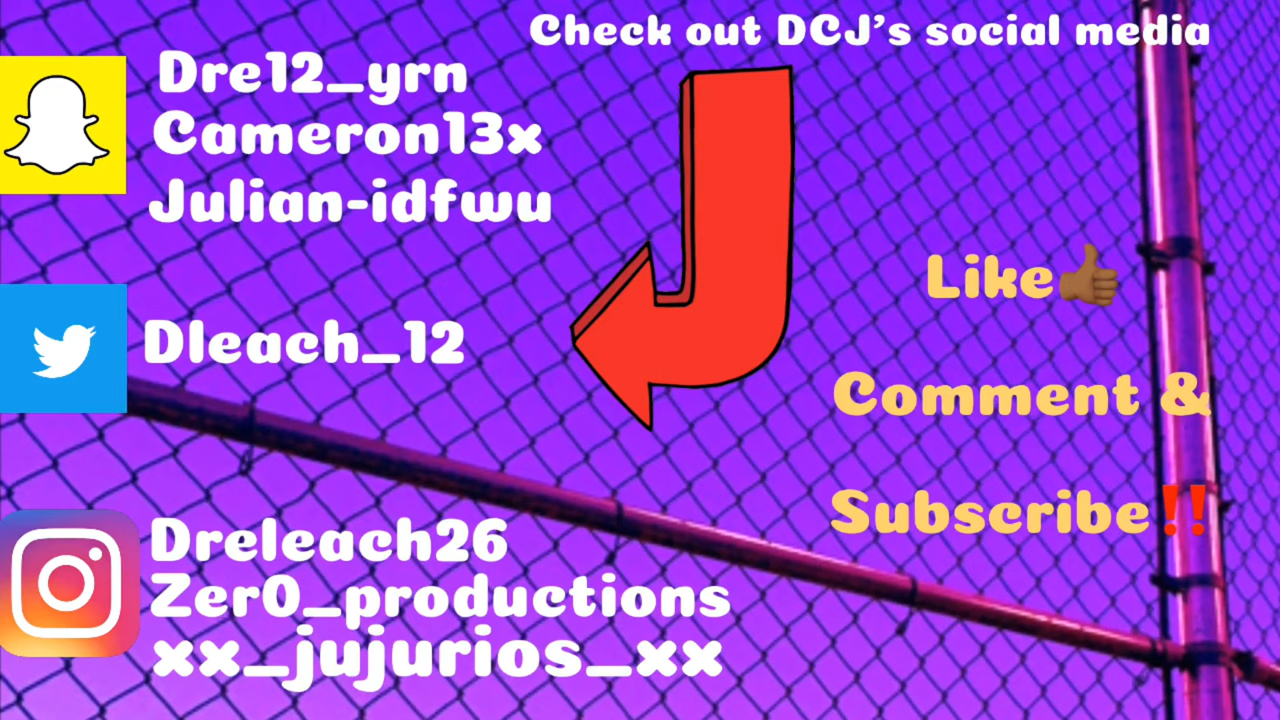 Check out DCJ's social media
Dre12_yrn
Cameron13x
Julian-idfwu
Dleach_12
Dreleach26
Zer0_productions
xx_jujurios_xx
Like👍🏾
Comment &
Subscribe‼️